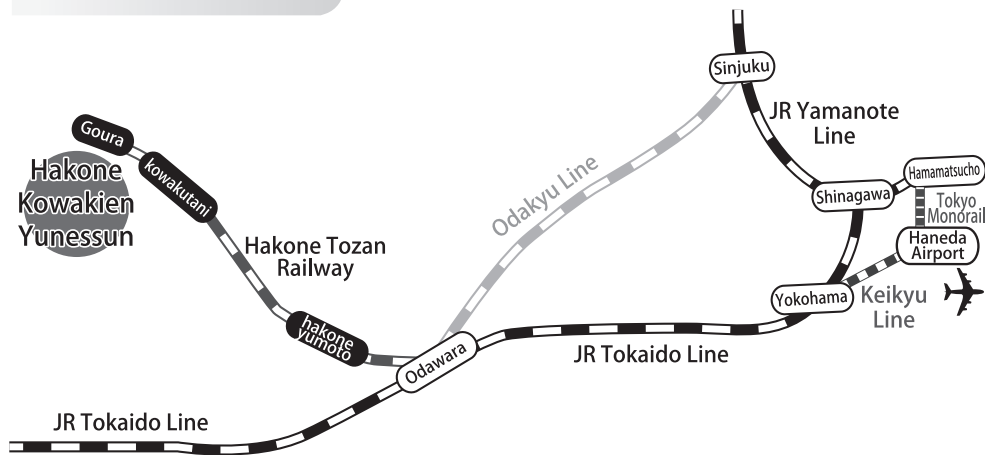 Sinjuku
JR Yamanote
Line
Goura
kowakutani
Hakone
Kowakien
Yunessun
Odakyu Line
Hamamatsucho
Shinagawa
Tokyo
Monorail
Hakone Tozan
Railway
Haneda
Airport
Yokohama
Keikyu
Line
hakone
yumoto
Odawara
JR Tokaido Line
JR Tokaido Line